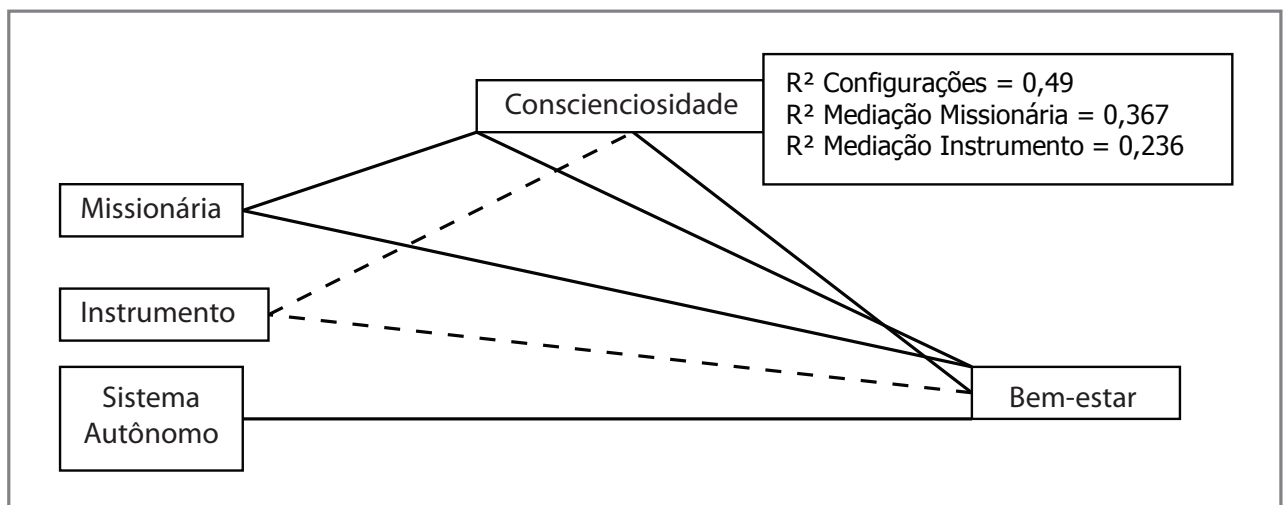 Conscienciosidade
R² Configurações = 0,49
R² Mediação Missionária = 0,367
R² Mediação Instrumento = 0,236
Missionária
Instrumento
Sistema
Autônomo
Bem-estar